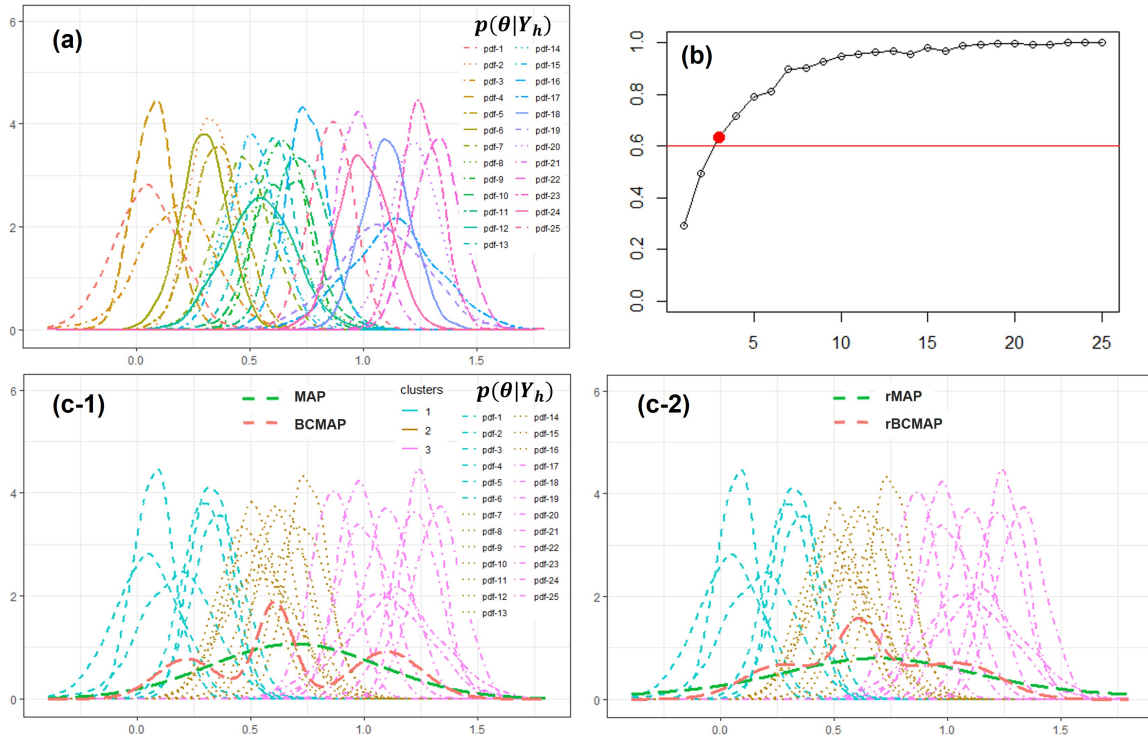 (a)
p(θ|Y_h)
pdf-1 pdf-14
pdf-2 pdf-15
pdf-3 pdf-16
pdf-4 pdf-17
pdf-5 pdf-18
pdf-6 pdf-19
pdf-7 pdf-20
pdf-8 pdf-21
pdf-9 pdf-22
pdf-10 pdf-23
pdf-11 pdf-24
pdf-12 pdf-25
pdf-13
6
4
2
0
0.0 0.5 1.0 1.5
(b)
1.0
0.8
0.6
0.4
0.2
0.0
5 10 15 20 25
(c-1)
MAP
BCMAP
clusters
1
2
3
p(θ|Y_h)
pdf-1 pdf-14
pdf-2 pdf-15
pdf-3 pdf-16
pdf-4 pdf-17
pdf-5 pdf-18
pdf-6 pdf-19
pdf-7 pdf-20
pdf-8 pdf-21
pdf-9 pdf-22
pdf-10 pdf-23
pdf-11 pdf-24
pdf-12 pdf-25
pdf-13
6
4
2
0
0.0 0.5 1.0 1.5
(c-2)
rMAP
rBCMAP
6
4
2
0
0.0 0.5 1.0 1.5